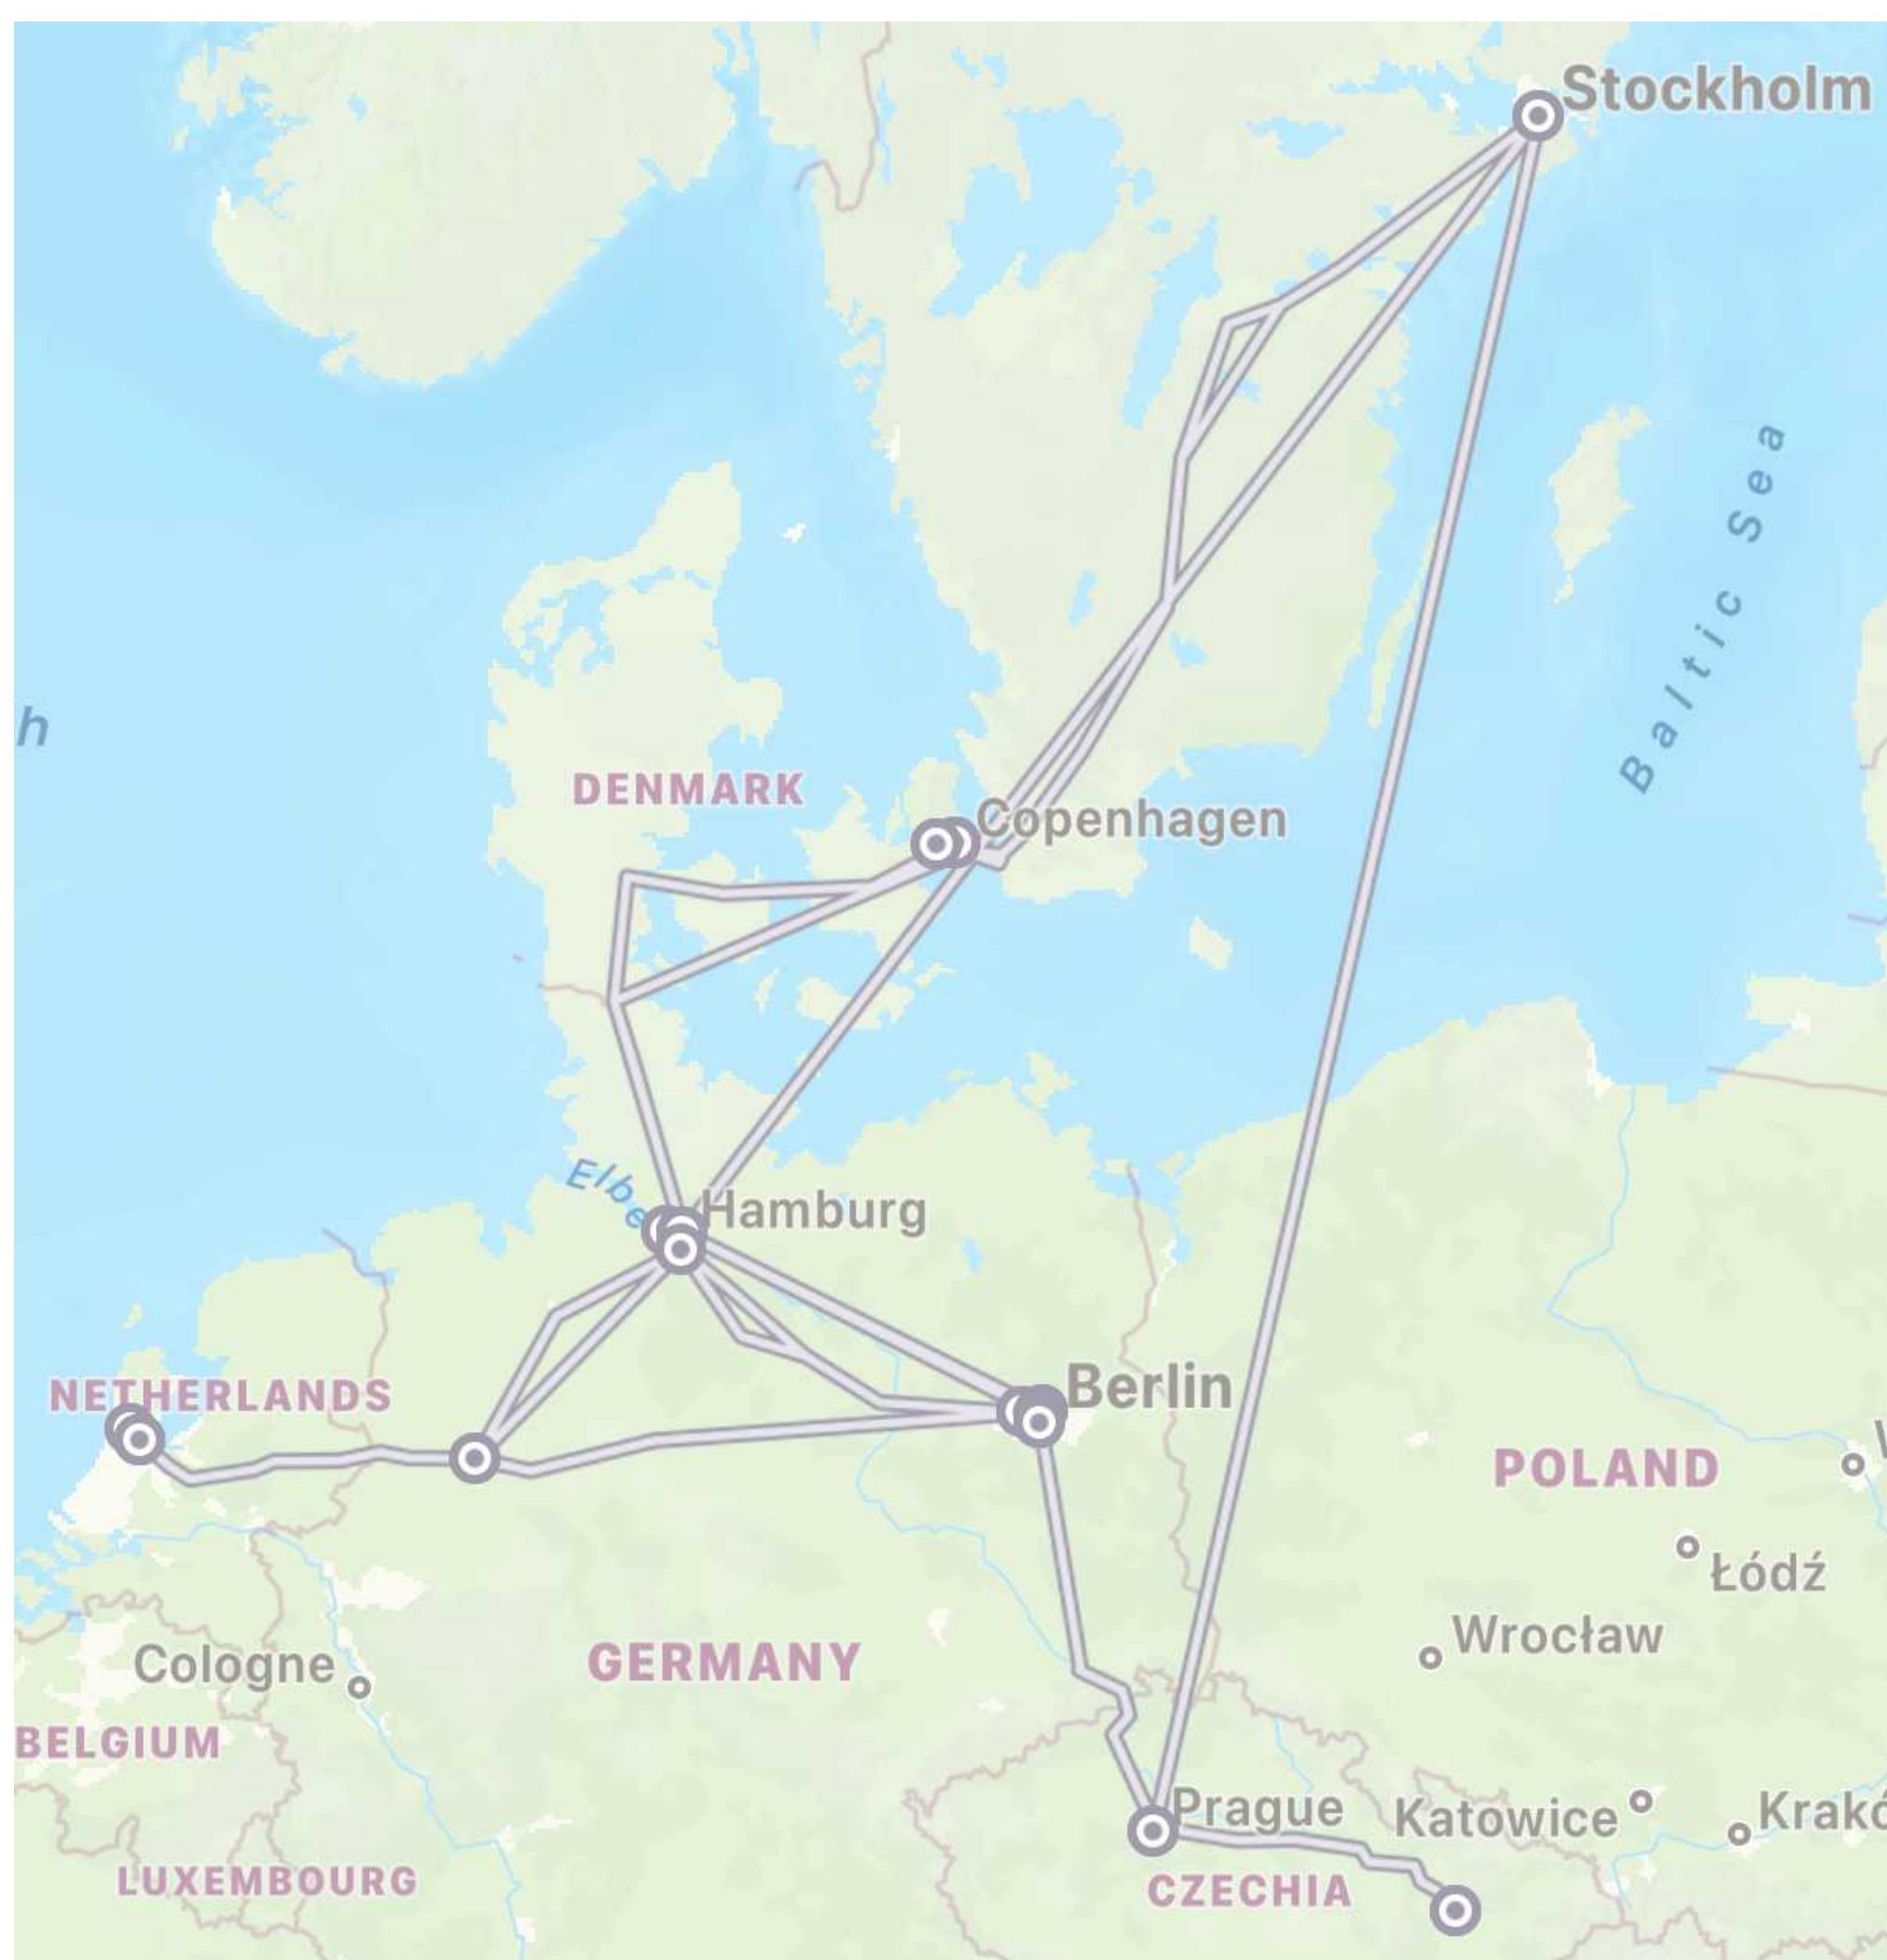 Stockholm
Baltic Sea
h
DENMARK
Copenhagen
Elbe
Hamburg
NETHERLANDS
Berlin
POLAND
Łódź
Wrocław
Cologne
GERMANY
BELGIUM
Prague
Katowice
Krakó
LUXEMBOURG
CZECHIA